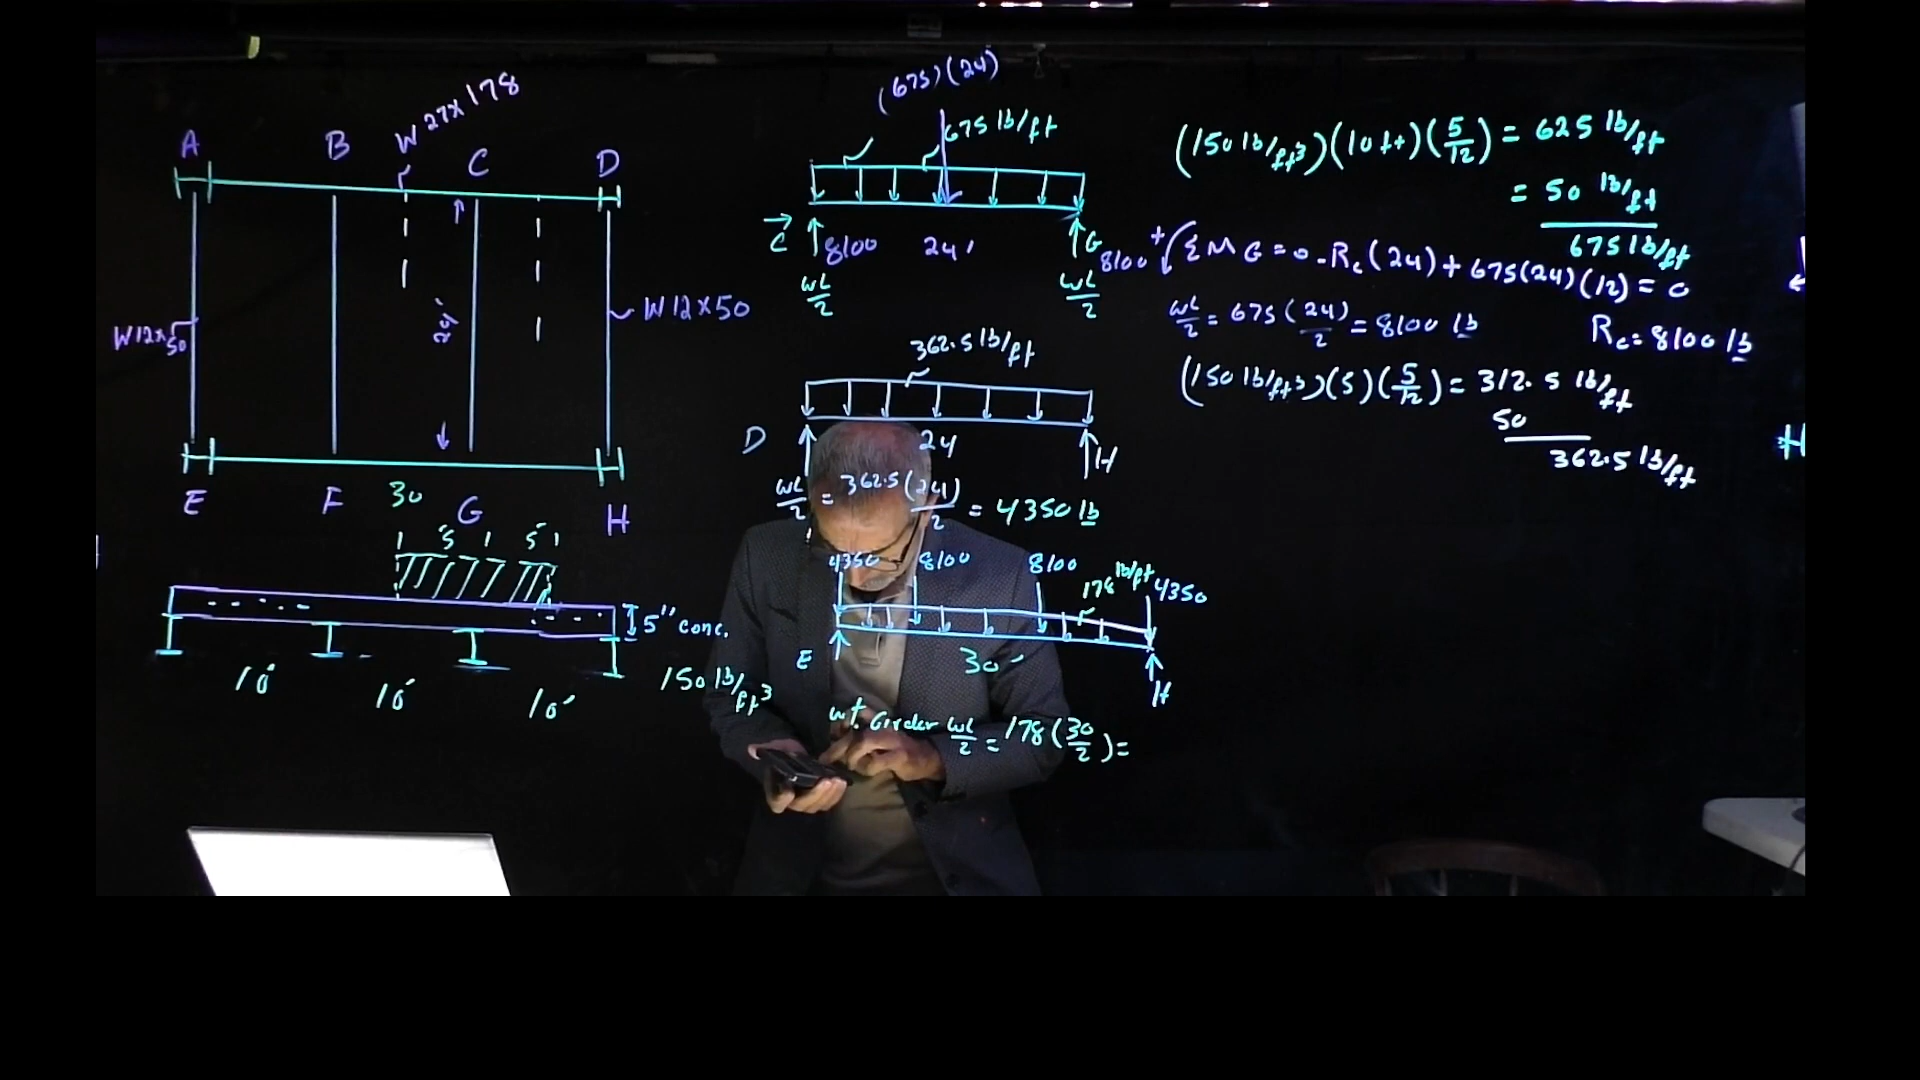 A B W 27x178 C D
W12x50
24'
W12x50
E F 30 G H
5' 5'
5" conc.
10' 10' 10'
150 lb/ft³
(675)(24)
675 lb/ft
C 8100 24' G 8100
wL/2 wL/2
362.5 lb/ft
D 24 H
wL/2 = 362.5(24)/2 = 4350 lb
4350 8100 8100 178 lb/ft 4350
E 30' H
wt. Girder wL/2 = 178(30/2) =
(150 lb/ft³)(10ft)(5/12) = 625 lb/ft
= 50 lb/ft
675 lb/ft
+ ΣMG = 0 - Rc(24) + 675(24)(12) = 0
wL/2 = 675(24)/2 = 8100 lb
Rc = 8100 lb
(150 lb/ft³)(5)(5/12) = 312.5 lb/ft
50
362.5 lb/ft
H